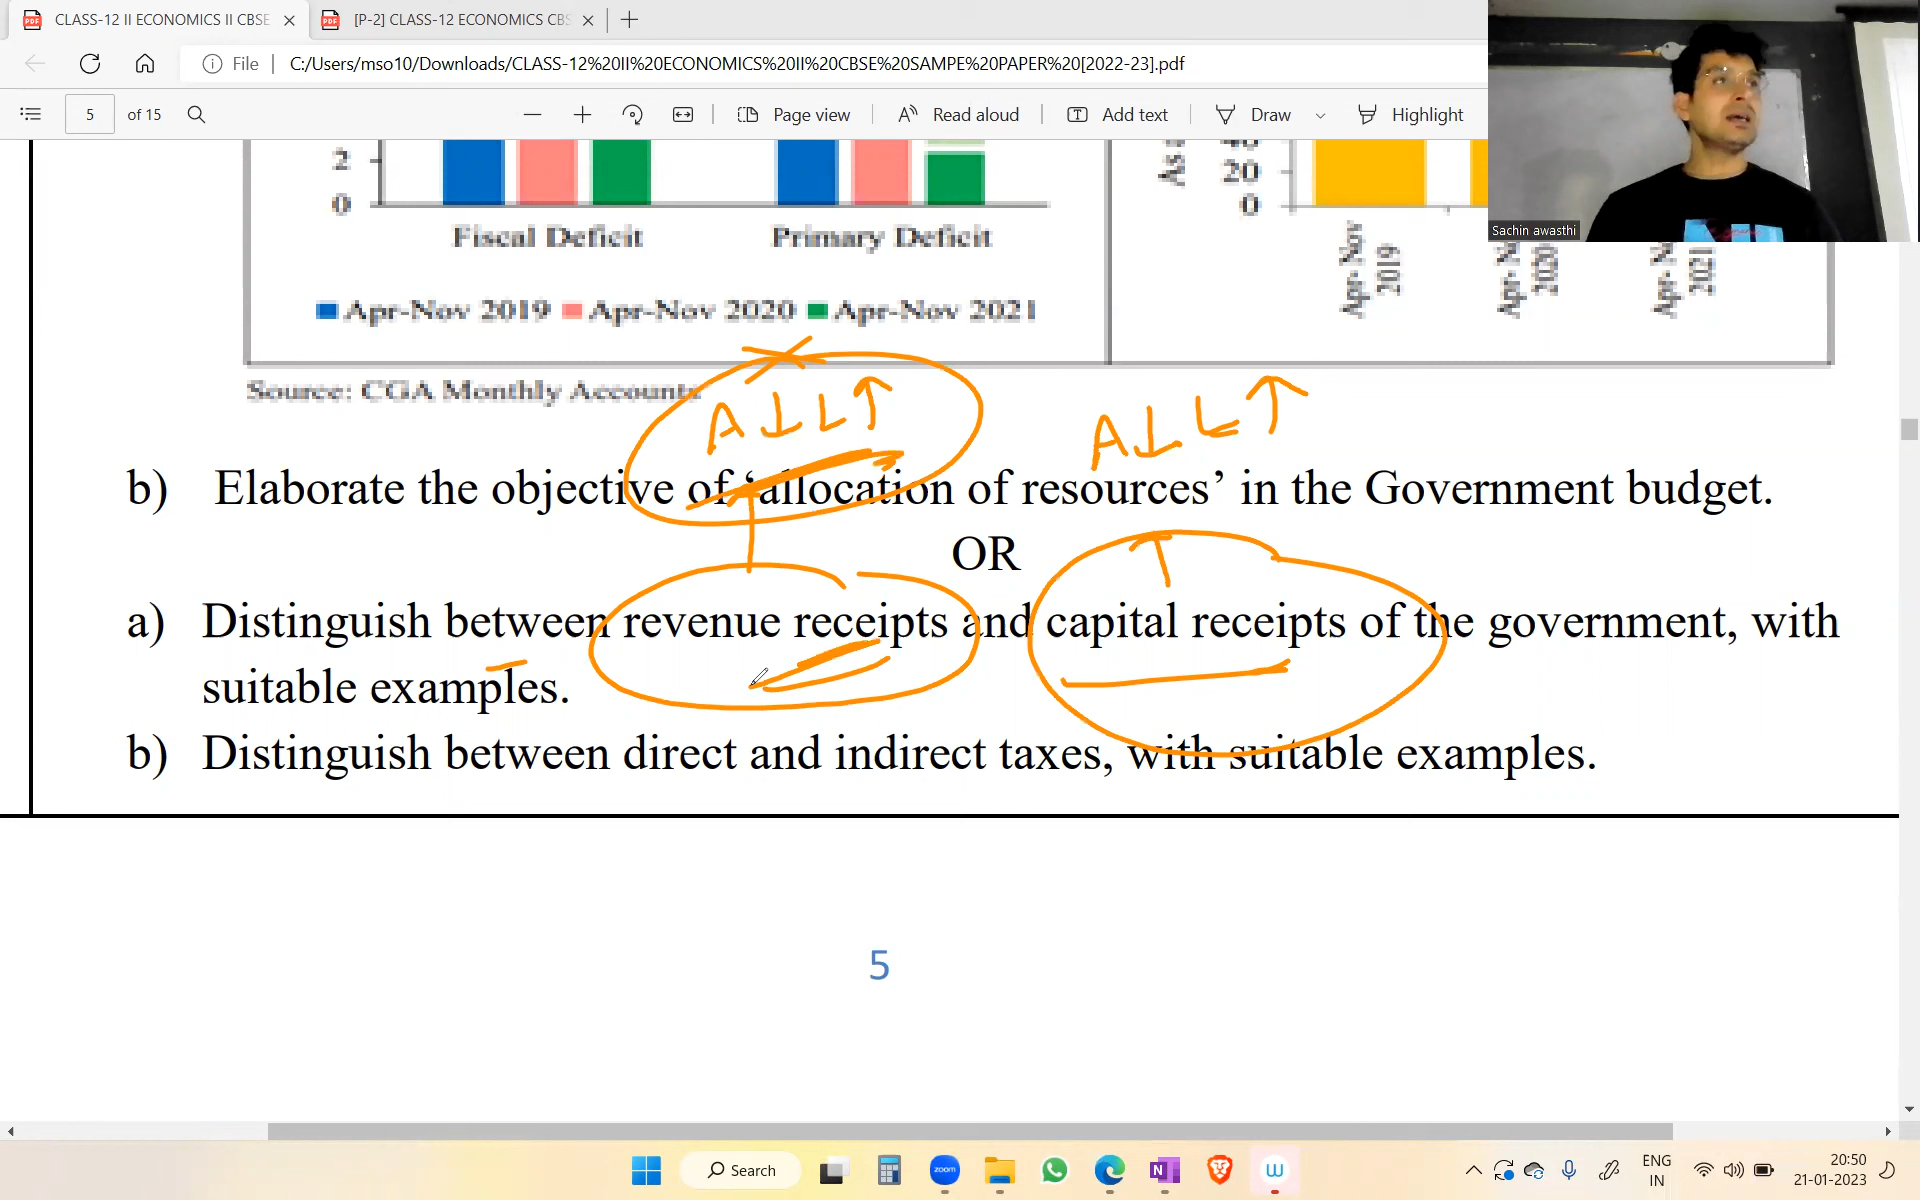 CLASS-12 II ECONOMICS II CBSE
[P-2] CLASS-12 ECONOMICS CBS
File
C:/Users/mso10/Downloads/CLASS-12%20II%20ECONOMICS%20II%20CBSE%20SAMPE%20PAPER%20[2022-23].pdf
5 of 15
Page view
Read aloud
Add text
Draw
Highlight
Sachin awasthi
2
0
Fiscal Deficit
Primary Deficit
Apr-Nov 2019 Apr-Nov 2020 Apr-Nov 2021
As
40
20
0
Apr-Nov 2019
2020
2021
Source: CGA Monthly Accounts
A↓ L↑
A↓ L↑
b) Elaborate the objective of ‘allocation of resources’ in the Government budget.
OR
a) Distinguish between revenue receipts and capital receipts of the government, with
suitable examples.
b) Distinguish between direct and indirect taxes, with suitable examples.
5
Search
zoom
ENG
IN
20:50
21-01-2023